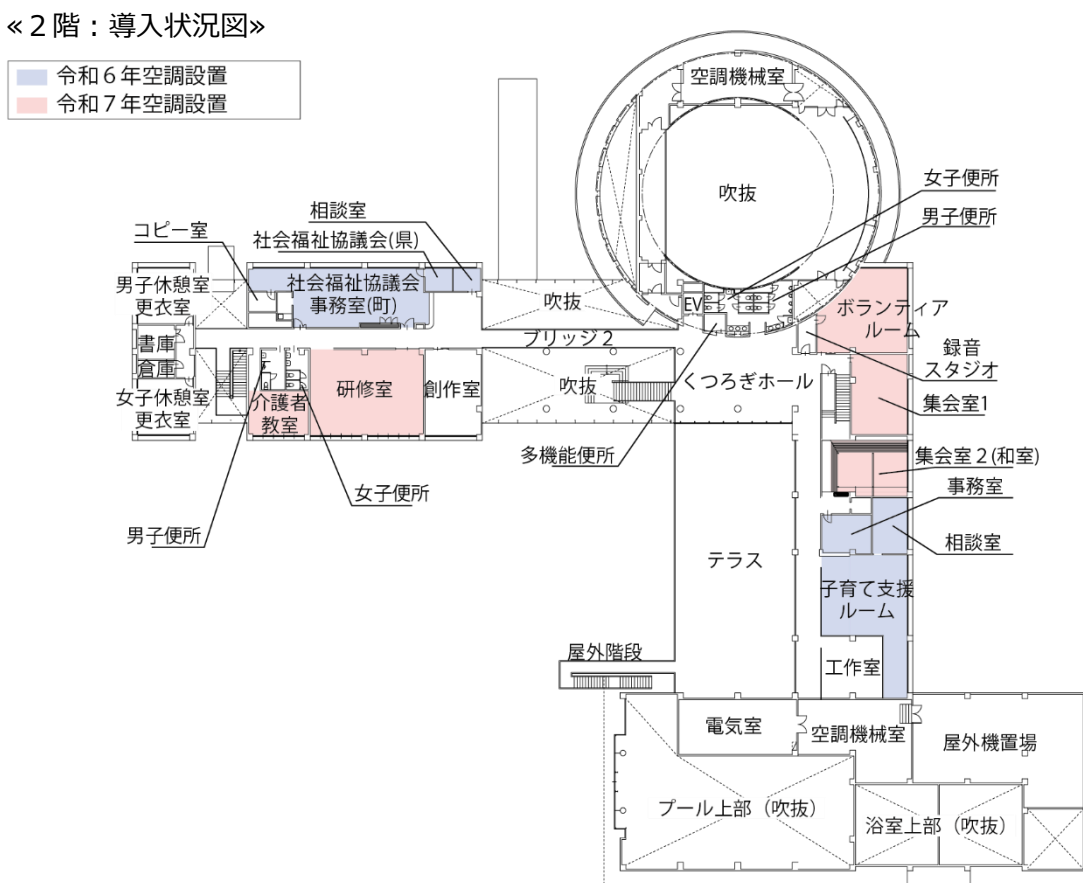 ≪２階：導入状況図≫
令和６年空調設置
令和７年空調設置
空調機械室
吹抜
女子便所
男子便所
相談室
コピー室
社会福祉協議会(県)
男子休憩室
更衣室
社会福祉協議会
事務室(町)
吹抜
EV
ボランティア
ルーム
書庫
倉庫
ブリッジ２
録音
スタジオ
女子休憩室
更衣室
介護者
教室
研修室
創作室
吹抜
くつろぎホール
集会室1
多機能便所
集会室２(和室)
女子便所
事務室
男子便所
相談室
テラス
子育て支援
ルーム
屋外階段
工作室
電気室
空調機械室
屋外機置場
プール上部（吹抜）
浴室上部（吹抜）